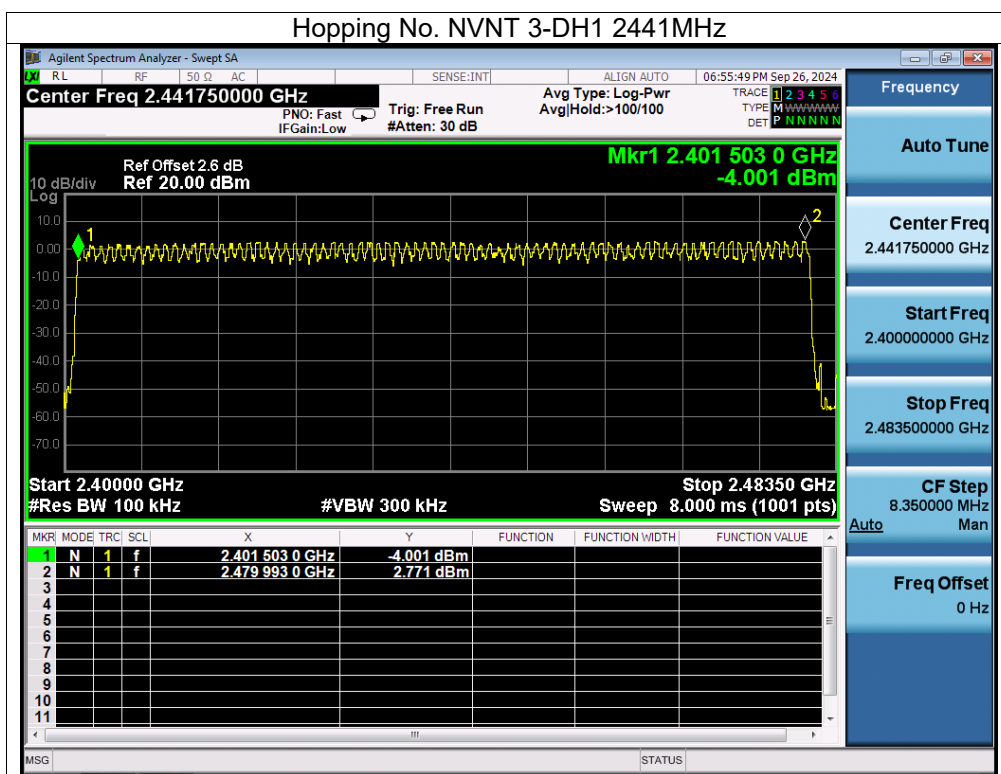 Hopping No. NVNT 3-DH1 2441MHz
Agilent Spectrum Analyzer - Swept SA
LXI RL RF 50 Ω AC SENSE:INT ALIGN AUTO 06:55:49 PM Sep 26, 2024
Center Freq 2.441750000 GHz Avg Type: Log-Pwr TRACE 1 2 3 4 5 6
PNO: Fast Trig: Free Run Avg|Hold:>100/100 TYPE M WWWWW
IFGain:Low #Atten: 30 dB DET P N N N N N
Ref Offset 2.6 dB Mkr1 2.401 503 0 GHz
10 dB/div Ref 20.00 dBm -4.001 dBm
Log
10.0
0.00
-10.0
-20.0
-30.0
-40.0
-50.0
-60.0
-70.0
1
2
Start 2.40000 GHz Stop 2.48350 GHz
#Res BW 100 kHz #VBW 300 kHz Sweep 8.000 ms (1001 pts)
MKR MODE TRC SCL X Y FUNCTION FUNCTION WIDTH FUNCTION VALUE
1 N 1 f 2.401 503 0 GHz -4.001 dBm
2 N 1 f 2.479 993 0 GHz 2.771 dBm
3
4
5
6
7
8
9
10
11
MSG STATUS
Frequency
Auto Tune
Center Freq
2.441750000 GHz
Start Freq
2.400000000 GHz
Stop Freq
2.483500000 GHz
CF Step
8.350000 MHz
Auto Man
Freq Offset
0 Hz